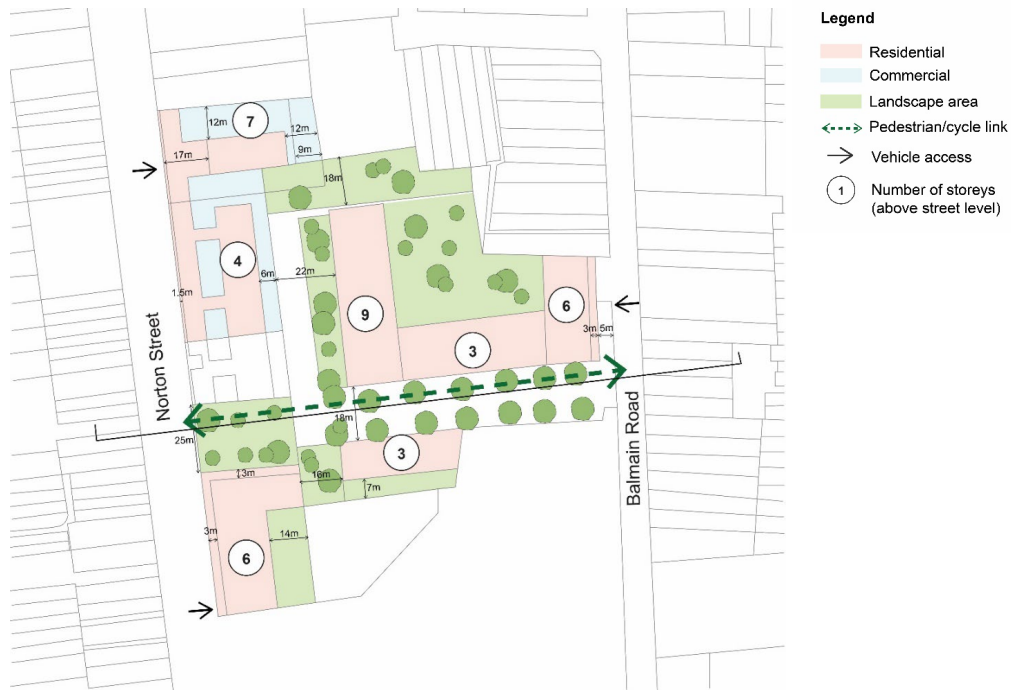 Legend
Residential
Commercial
Landscape area
Pedestrian/cycle link
Vehicle access
1
Number of storeys
(above street level)
12m
7
12m
9m
17m
18m
4
6m
22m
1.5m
9
6
3m
5m
3
Norton Street
Balmain Road
18m
25m
3
3m
16m
7m
3m
14m
6